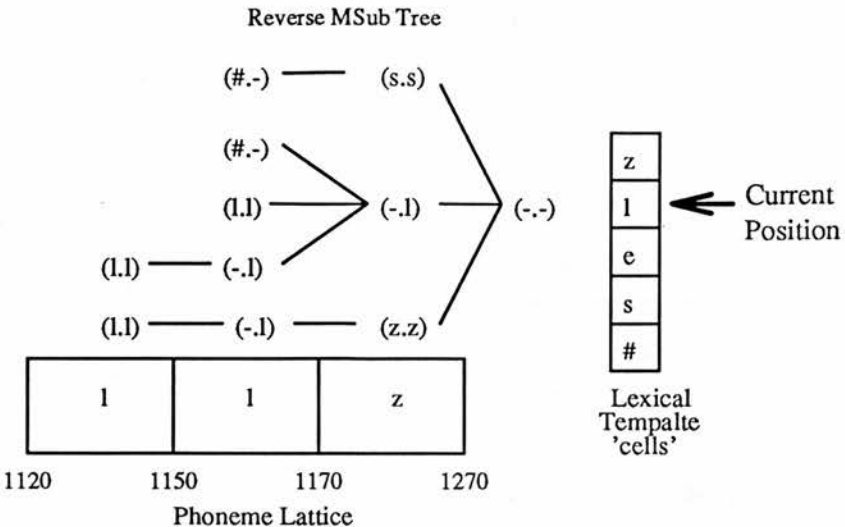 Reverse MSub Tree
(#.-) (s.s)
(#.-)
(l.l) (-.l) (-.-)
(l.l) (-.l)
(l.l) (-.l) (z.z)
l l z
1120 1150 1170 1270
Phoneme Lattice
z
l
e
s
#
Current
Position
Lexical
Tempalte
'cells'